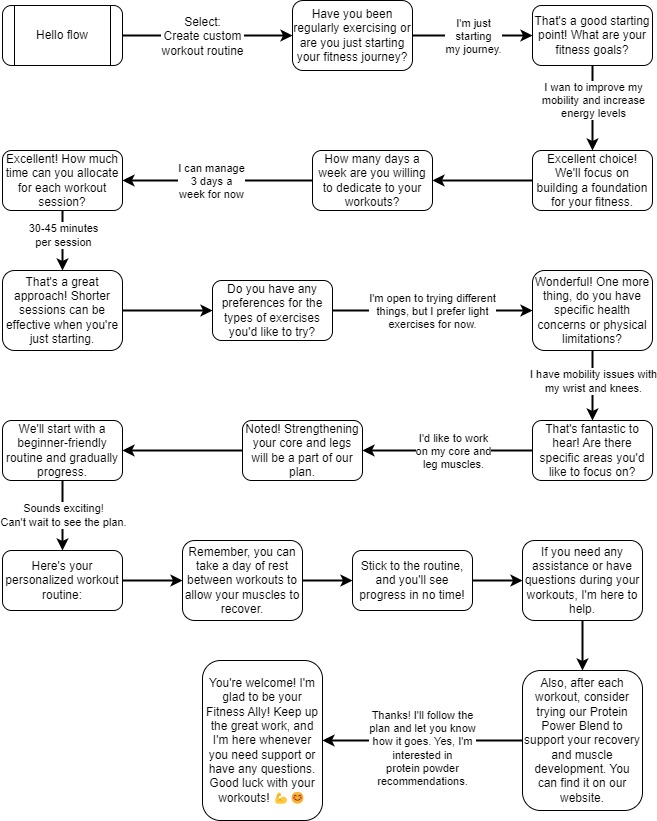 Hello flow
Select:
Create custom
workout routine
Have you been
regularly exercising or
are you just starting
your fitness journey?
I'm just
starting
my journey.
That's a good starting
point! What are your
fitness goals?
I wan to improve my
mobility and increase
energy levels
Excellent choice!
We'll focus on
building a foundation
for your fitness.
How many days a
week are you willing
to dedicate to your
workouts?
I can manage
3 days a
week for now
Excellent! How much
time can you allocate
for each workout
session?
30-45 minutes
per session
That's a great
approach! Shorter
sessions can be
effective when you're
just starting.
Do you have any
preferences for the
types of exercises
you'd like to try?
I'm open to trying different
things, but I prefer light
exercises for now.
Wonderful! One more
thing, do you have
specific health
concerns or physical
limitations?
I have mobility issues with
my wrist and knees.
That's fantastic to
hear! Are there
specific areas you'd
like to focus on?
I'd like to work
on my core and
leg muscles.
Noted! Strengthening
your core and legs
will be a part of our
plan.
We'll start with a
beginner-friendly
routine and gradually
progress.
Sounds exciting!
Can't wait to see the plan.
Here's your
personalized workout
routine:
Remember, you can
take a day of rest
between workouts to
allow your muscles to
recover.
Stick to the routine,
and you'll see
progress in no time!
If you need any
assistance or have
questions during your
workouts, I'm here to
help.
Also, after each
workout, consider
trying our Protein
Power Blend to
support your recovery
and muscle
development. You
can find it on our
website.
Thanks! I'll follow the
plan and let you know
how it goes. Yes, I'm
interested in
protein powder
recommendations.
You're welcome! I'm
glad to be your
Fitness Ally! Keep up
the great work, and
I'm here whenever
you need support or
have any questions.
Good luck with your
workouts! 💪 😊